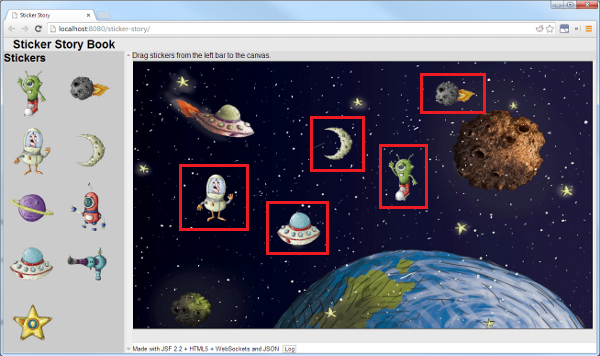 Sticker Story
localhost:8080/sticker-story/
Sticker Story Book
Stickers
Drag stickers from the left bar to the canvas.
Made with JSF 2.2 + HTML5 + WebSockets and JSON Log